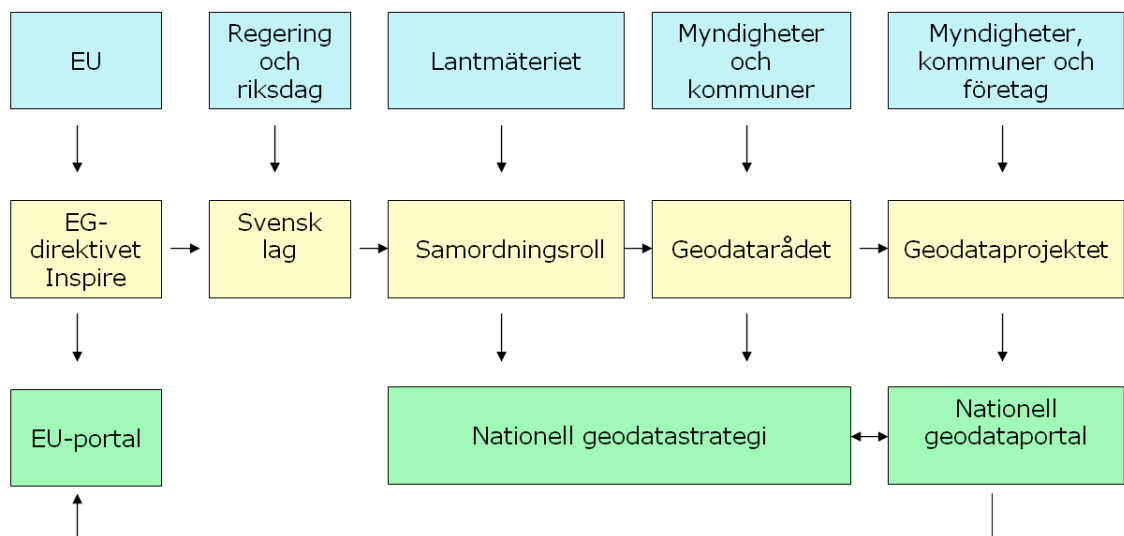 EU
Regering
och
riksdag
Lantmäteriet
Myndigheter
och
kommuner
Myndigheter,
kommuner och
företag
EG-
direktivet
Inspire
Svensk
lag
Samordningsroll
Geodatarådet
Geodataprojektet
EU-portal
Nationell geodatastrategi
Nationell
geodataportal